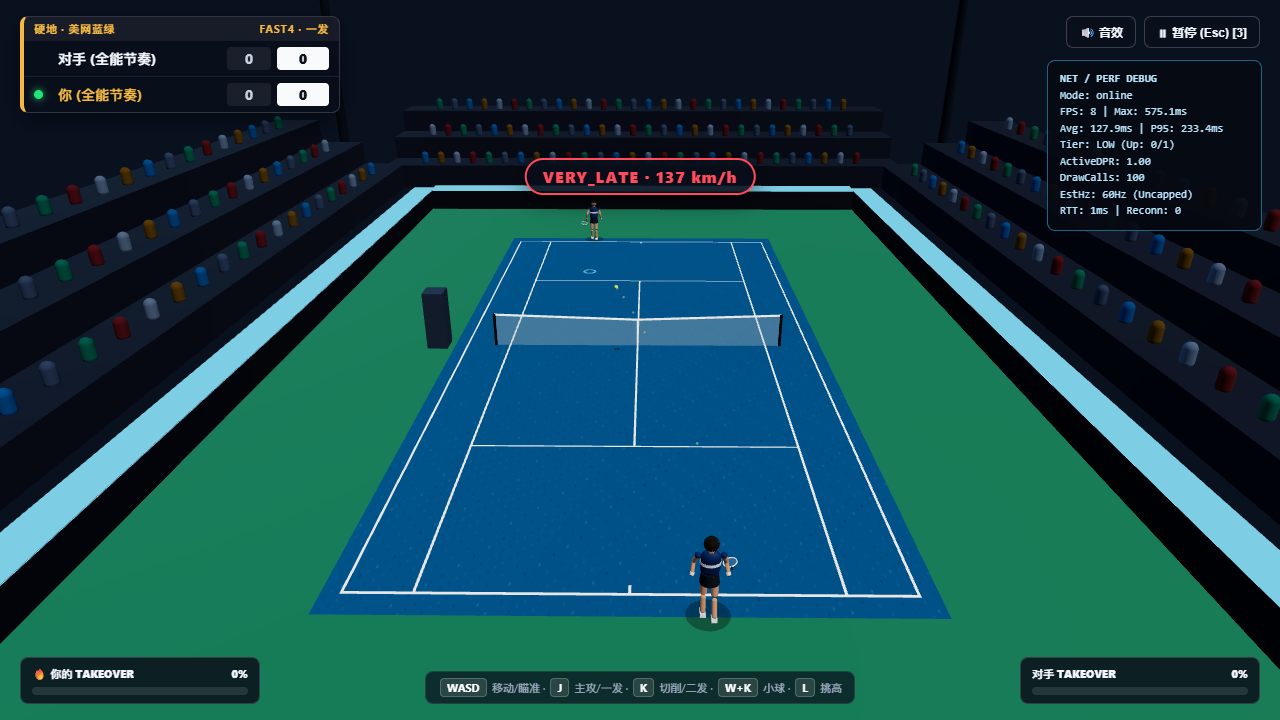 硬地 · 美网蓝绿 FAST4 · 一发
对手 (全能节奏) 0 0
你 (全能节奏) 0 0
音效
暂停 (Esc) [3]
NET / PERF DEBUG
Mode: online
FPS: 8 | Max: 575.1ms
Avg: 127.9ms | P95: 233.4ms
Tier: LOW (Up: 0/1)
ActiveDPR: 1.00
DrawCalls: 100
EstHz: 60Hz (Uncapped)
RTT: 1ms | Reconn: 0
VERY_LATE · 137 km/h
你的 TAKEOVER 0%
WASD 移动/瞄准 · J 主攻/一发 · K 切削/二发 · W+K 小球 · L 挑高
对手 TAKEOVER 0%